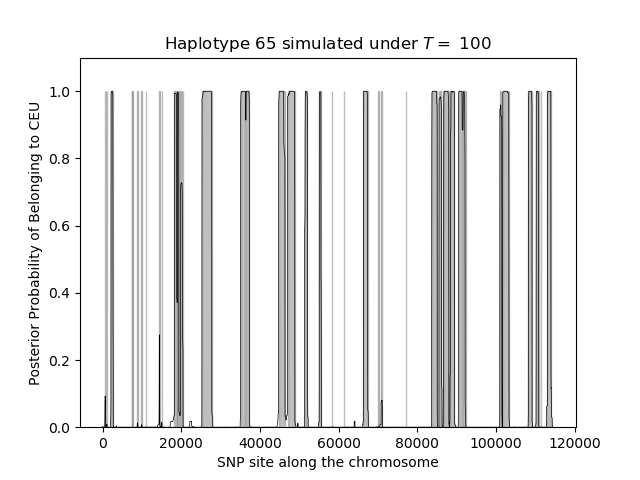 Haplotype 65 simulated under T = 100
Posterior Probability of Belonging to CEU
1.0
0.8
0.6
0.4
0.2
0.0
0 20000 40000 60000 80000 100000 120000
SNP site along the chromosome